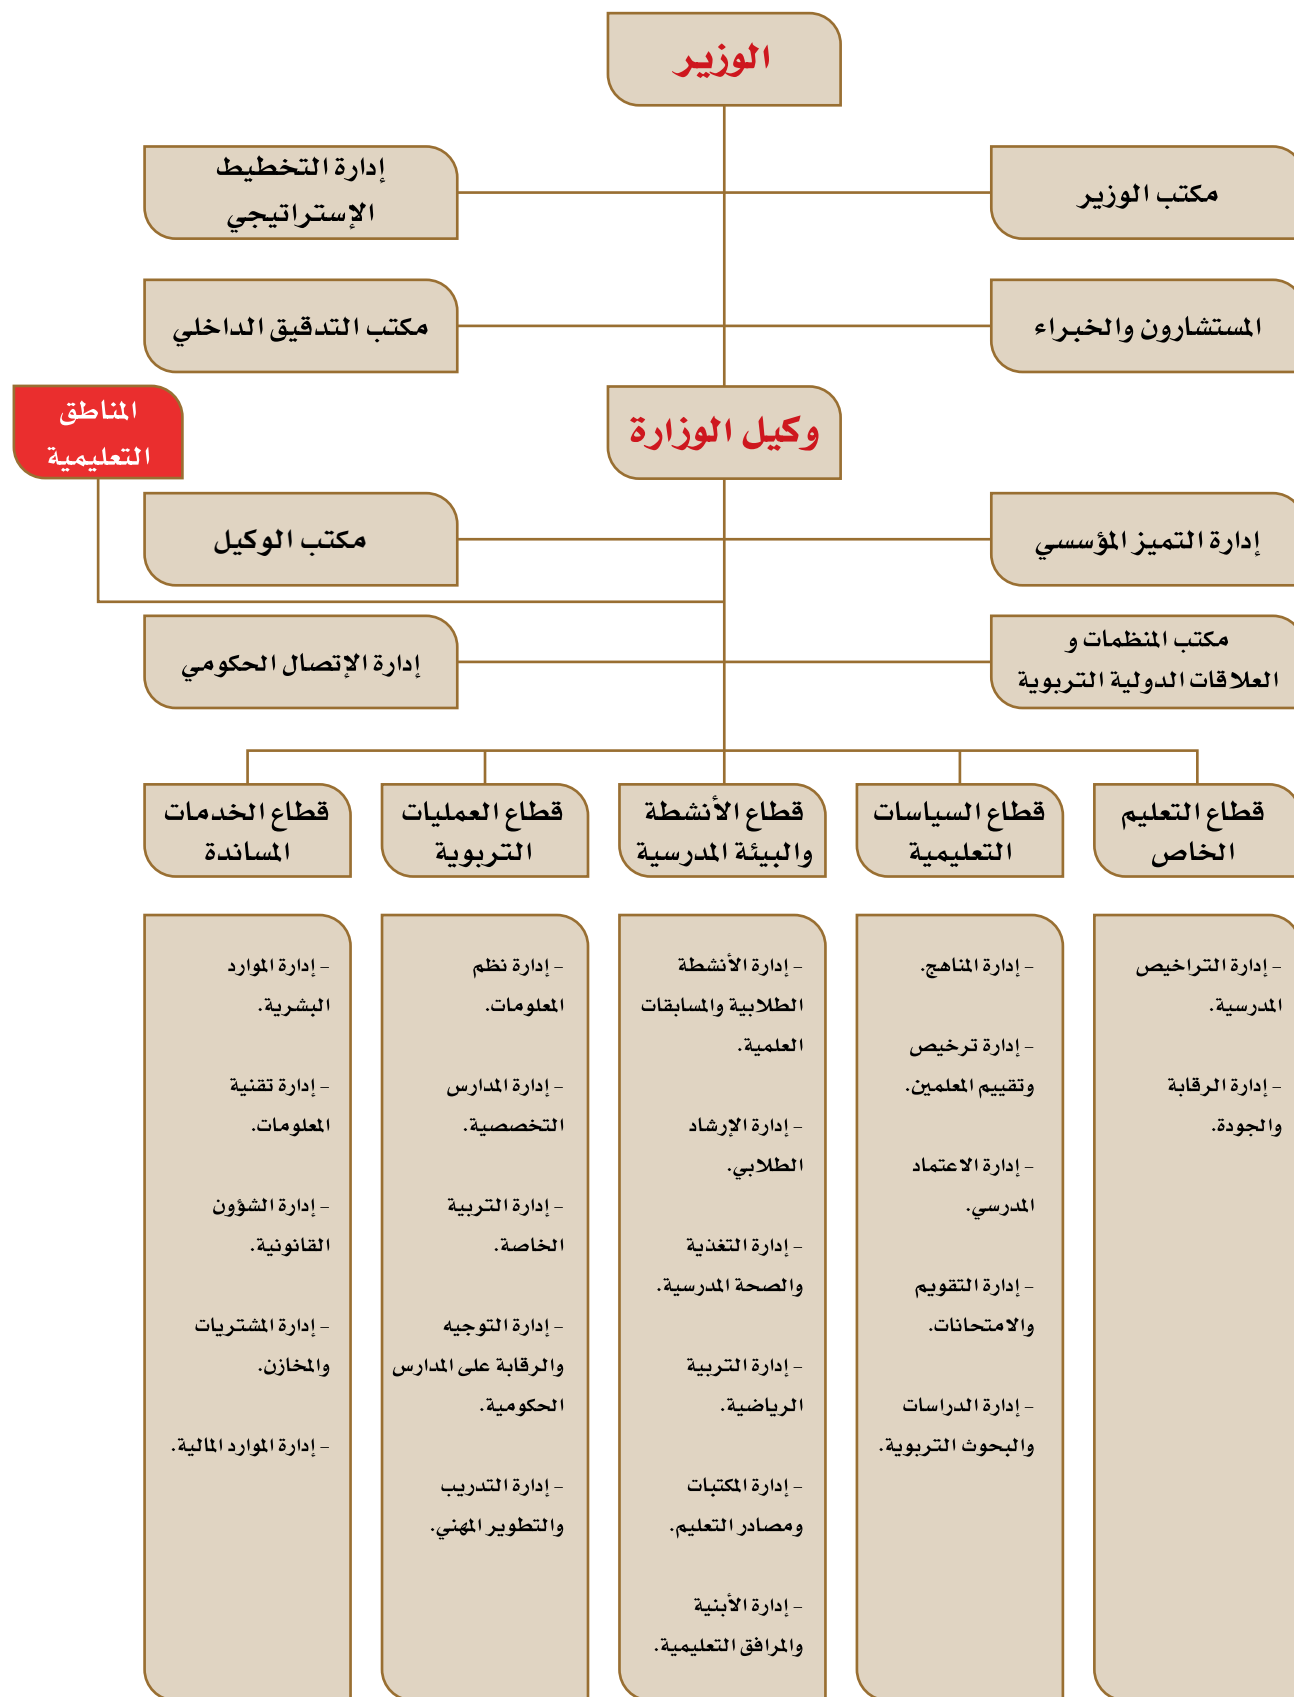 الوزير
مكتب الوزير
إدارة التخطيط
الإستراتيجي
المستشارون والخبراء
مكتب التدقيق الداخلي
وكيل الوزارة
المناطق
التعليمية
إدارة التميز المؤسسي
مكتب الوكيل
مكتب المنظمات و
العلاقات الدولية التربوية
إدارة الإتصال الحكومي
قطاع التعليم
الخاص
– إدارة التراخيص
المدرسية.
– إدارة الرقابة
والجودة.
قطاع السياسات
التعليمية
– إدارة المناهج.
– إدارة ترخيص
وتقييم المعلمين.
– إدارة الاعتماد
المدرسي.
– إدارة التقويم
والامتحانات.
– إدارة الدراسات
والبحوث التربوية.
قطاع الأنشطة
والبيئة المدرسية
– إدارة الأنشطة
الطلابية والمسابقات
العلمية.
– إدارة الإرشاد
الطلابي.
– إدارة التغذية
والصحة المدرسية.
– إدارة التربية
الرياضية.
– إدارة المكتبات
ومصادر التعليم.
– إدارة الأبنية
والمرافق التعليمية.
قطاع العمليات
التربوية
– إدارة نظم
المعلومات.
– إدارة المدارس
التخصصية.
– إدارة التربية
الخاصة.
– إدارة التوجيه
والرقابة على المدارس
الحكومية.
– إدارة التدريب
والتطوير المهني.
قطاع الخدمات
المساندة
– إدارة الموارد
البشرية.
– إدارة تقنية
المعلومات.
– إدارة الشؤون
القانونية.
– إدارة المشتريات
والمخازن.
– إدارة الموارد المالية.